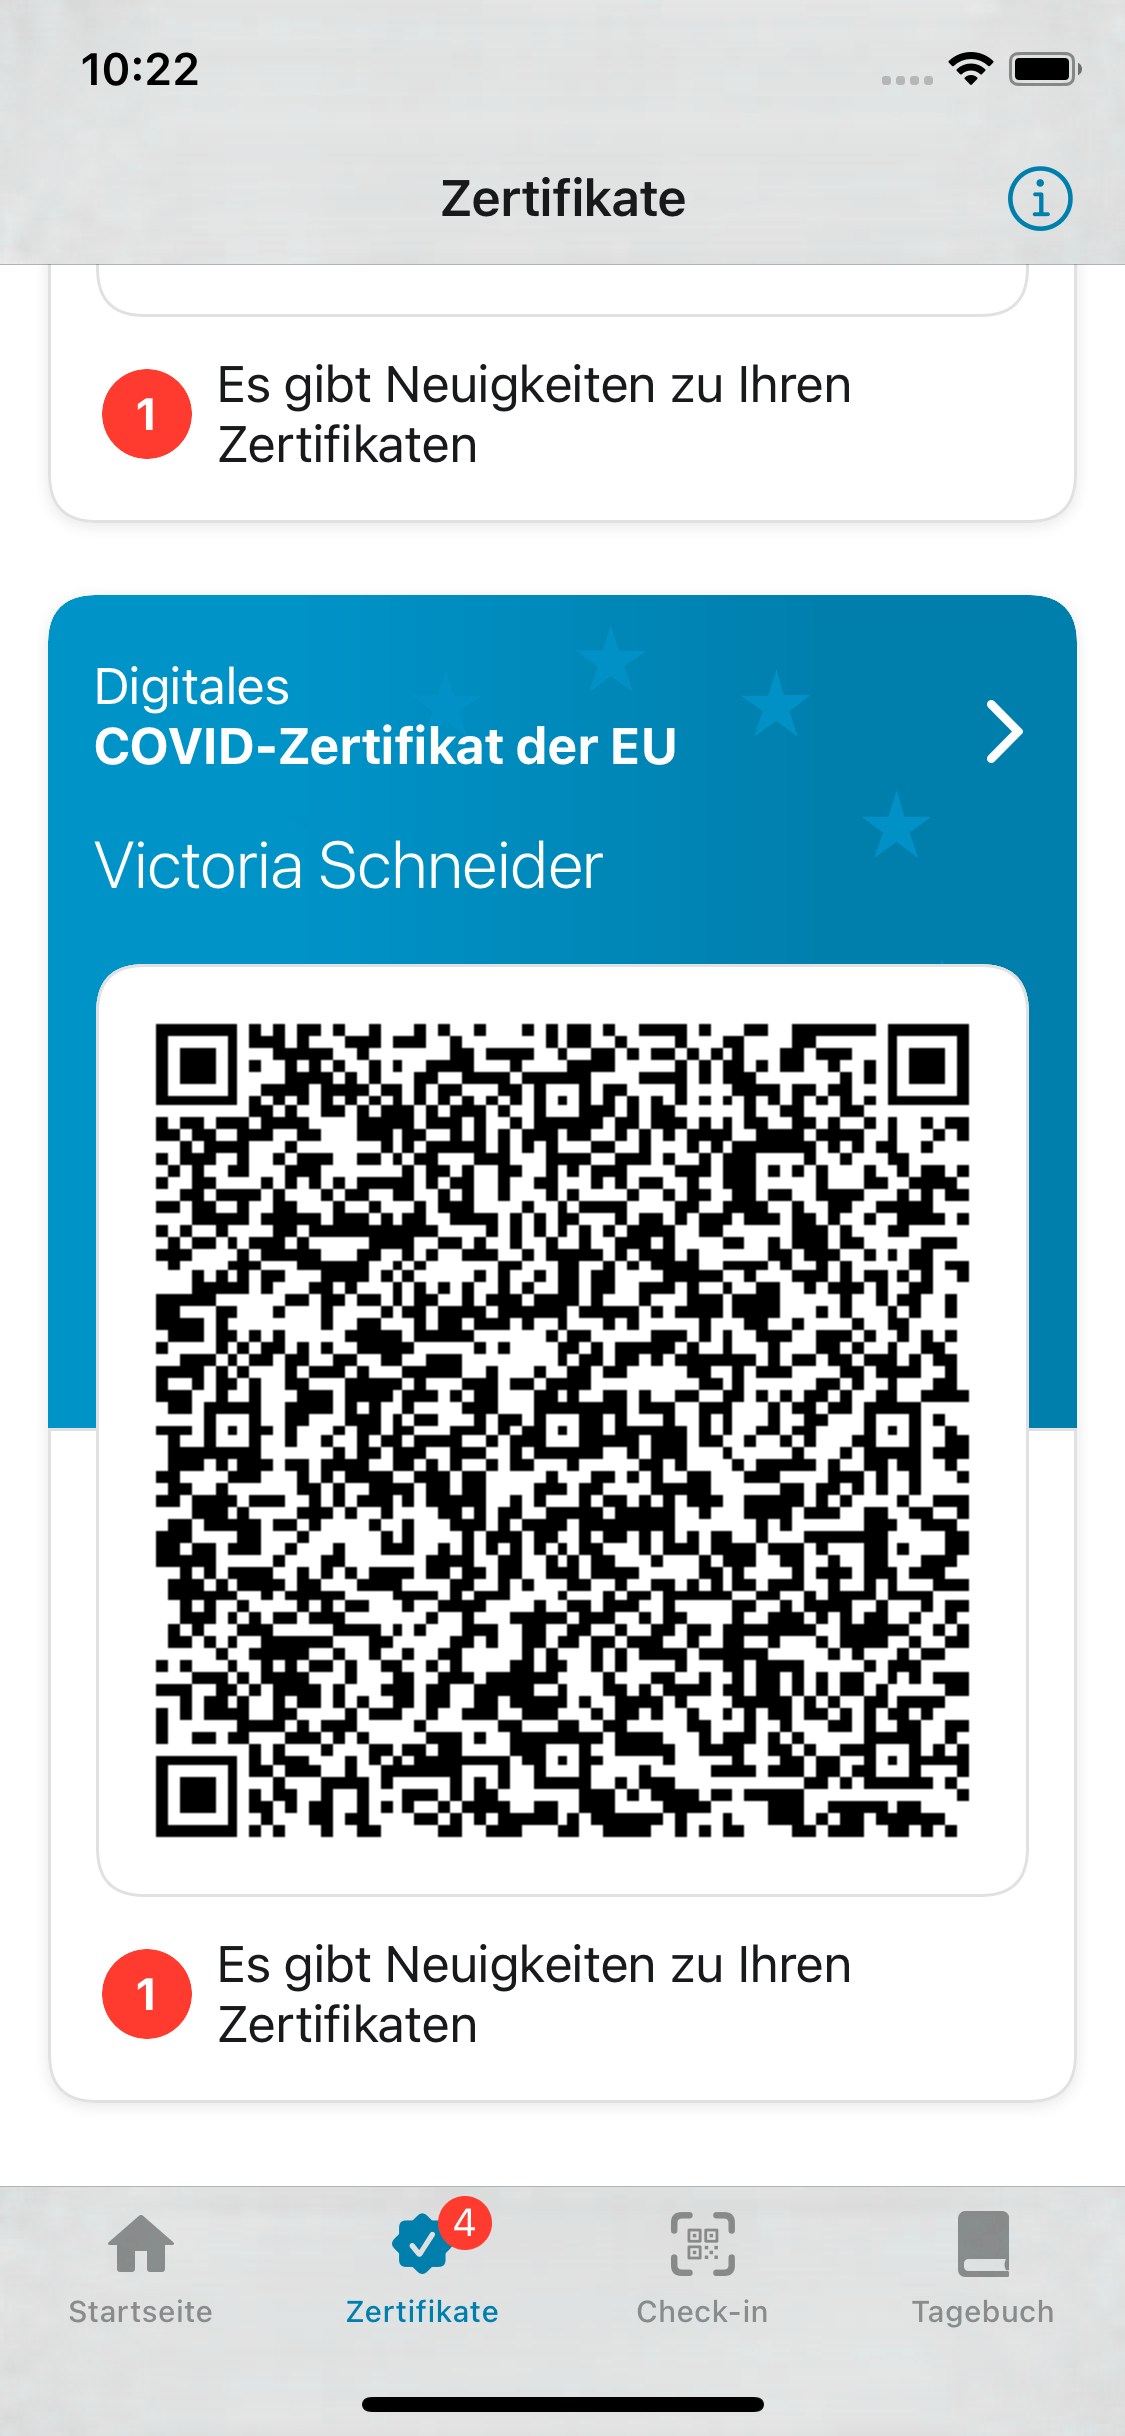 10:22
Zertifikate
1
Es gibt Neuigkeiten zu Ihren
Zertifikaten
Digitales
COVID-Zertifikat der EU
Victoria Schneider
1
Es gibt Neuigkeiten zu Ihren
Zertifikaten
4
Startseite
Zertifikate
Check-in
Tagebuch